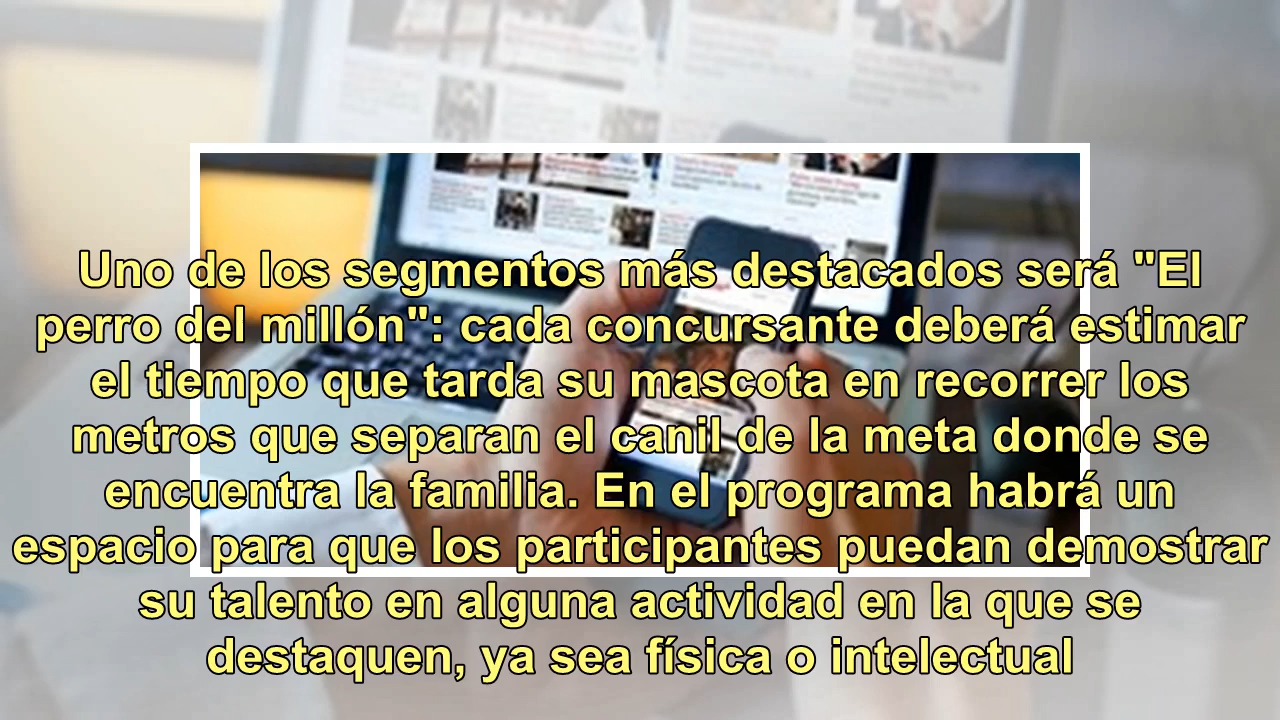 Uno de los segmentos más destacados será "El
perro del millón": cada concursante deberá estimar
el tiempo que tarda su mascota en recorrer los
metros que separan el canil de la meta donde se
encuentra la familia. En el programa habrá un
espacio para que los participantes puedan demostrar
su talento en alguna actividad en la que se
destaquen, ya sea física o intelectual